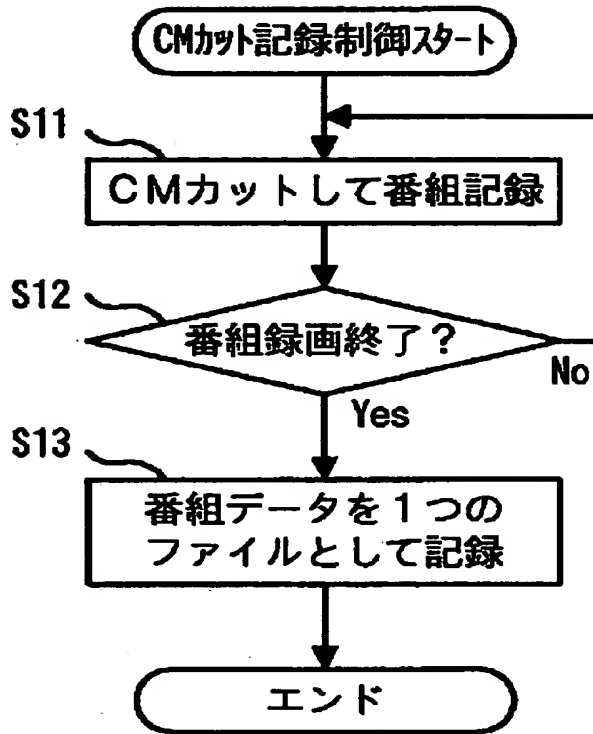 CMカット記録制御スタート
S11
CMカットして番組記録
S12
番組録画終了?
No
Yes
S13
番組データを1つの
ファイルとして記録
エンド